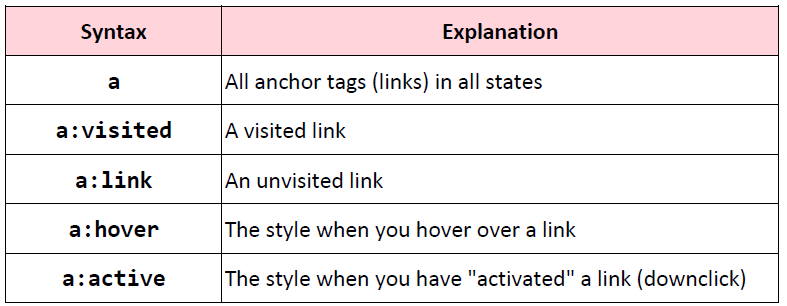 Syntax Explanation
a All anchor tags (links) in all states
a:visited A visited link
a:link An unvisited link
a:hover The style when you hover over a link
a:active The style when you have "activated" a link (downclick)